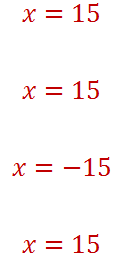 x = 15
x = 15
x = −15
x = 15